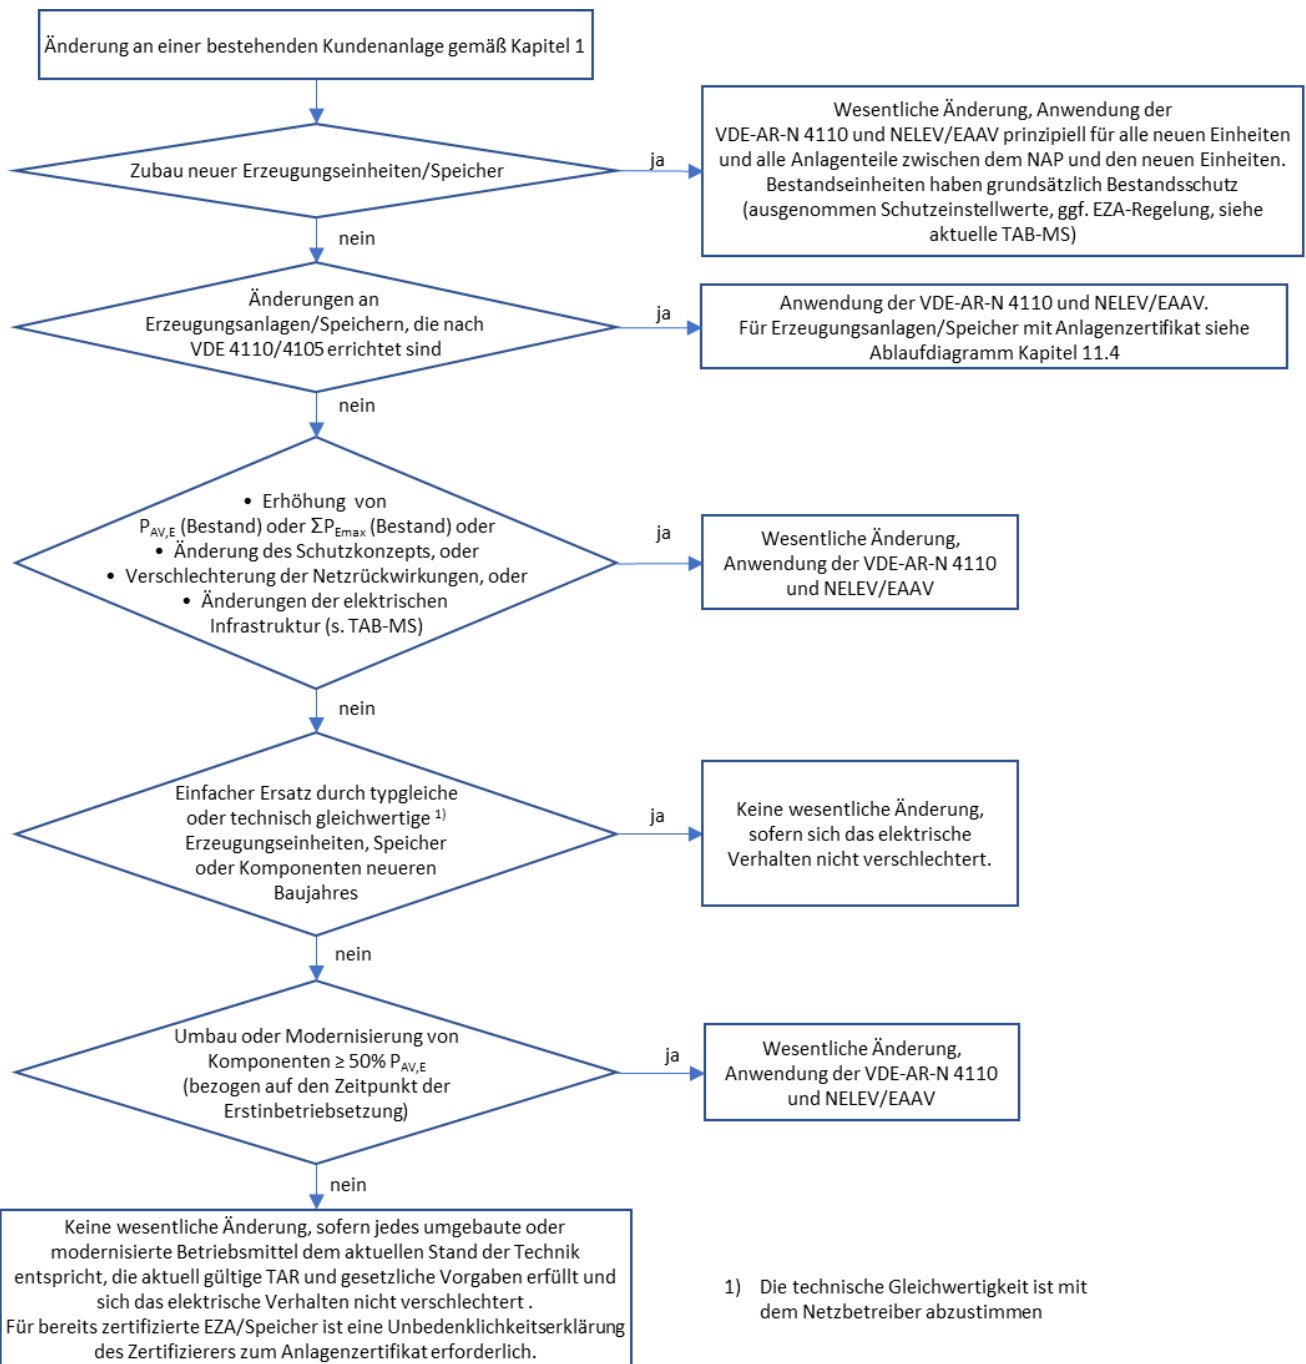 Änderung an einer bestehenden Kundenanlage gemäß Kapitel 1
Zubau neuer Erzeugungseinheiten/Speicher
ja
Wesentliche Änderung, Anwendung der
VDE-AR-N 4110 und NELEV/EAAV prinzipiell für alle neuen Einheiten
und alle Anlagenteile zwischen dem NAP und den neuen Einheiten.
Bestandseinheiten haben grundsätzlich Bestandsschutz
(ausgenommen Schutzeinstellwerte, ggf. EZA-Regelung, siehe
aktuelle TAB-MS)
nein
Änderungen an
Erzeugungsanlagen/Speichern, die nach
VDE 4110/4105 errichtet sind
ja
Anwendung der VDE-AR-N 4110 und NELEV/EAAV.
Für Erzeugungsanlagen/Speicher mit Anlagenzertifikat siehe
Ablaufdiagramm Kapitel 11.4
nein
• Erhöhung von
P_AV,E (Bestand) oder ΣP_Emax (Bestand) oder
• Änderung des Schutzkonzepts, oder
• Verschlechterung der Netzrückwirkungen, oder
• Änderungen der elektrischen
Infrastruktur (s. TAB-MS)
ja
Wesentliche Änderung,
Anwendung der VDE-AR-N 4110
und NELEV/EAAV
nein
Einfacher Ersatz durch typgleiche
oder technisch gleichwertige 1)
Erzeugungseinheiten, Speicher
oder Komponenten neueren
Baujahres
ja
Keine wesentliche Änderung,
sofern sich das elektrische
Verhalten nicht verschlechtert.
nein
Umbau oder Modernisierung von
Komponenten ≥ 50% P_AV,E
(bezogen auf den Zeitpunkt der
Erstinbetriebsetzung)
ja
Wesentliche Änderung,
Anwendung der VDE-AR-N 4110
und NELEV/EAAV
nein
Keine wesentliche Änderung, sofern jedes umgebaute oder
modernisierte Betriebsmittel dem aktuellen Stand der Technik
entspricht, die aktuell gültige TAR und gesetzliche Vorgaben erfüllt und
sich das elektrische Verhalten nicht verschlechtert .
Für bereits zertifizierte EZA/Speicher ist eine Unbedenklichkeitserklärung
des Zertifizierers zum Anlagenzertifikat erforderlich.
1) Die technische Gleichwertigkeit ist mit
dem Netzbetreiber abzustimmen